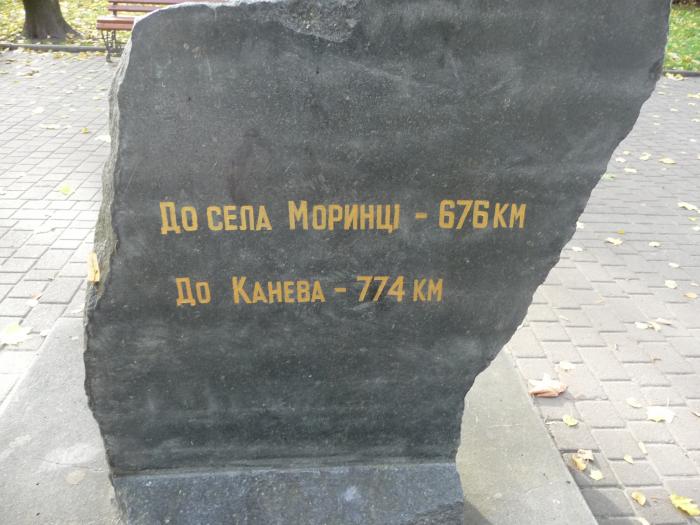 До села Моринці - 676 км
До Канева - 774 км